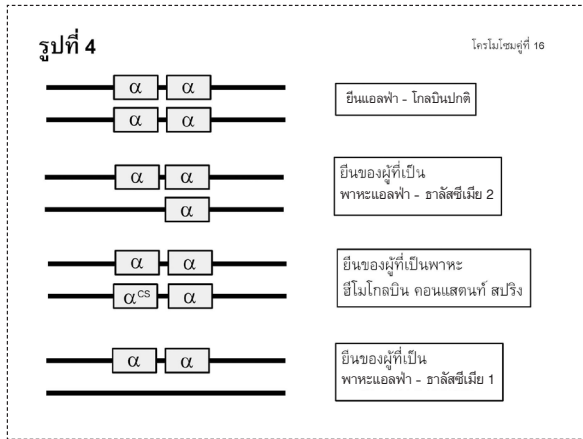 รูปที่ 4
โครโมโซมคู่ที่ 16
α α
α α
ยีนแอลฟ่า - โกลบินปกติ
α α
α
ยีนของผู้ที่เป็น
พาหะแอลฟ่า - ธาลัสซีเมีย 2
α α
αCS α
ยีนของผู้ที่เป็นพาหะ
ฮีโมโกลบิน คอนแสตนท์ สปริง
α α
ยีนของผู้ที่เป็น
พาหะแอลฟ่า - ธาลัสซีเมีย 1